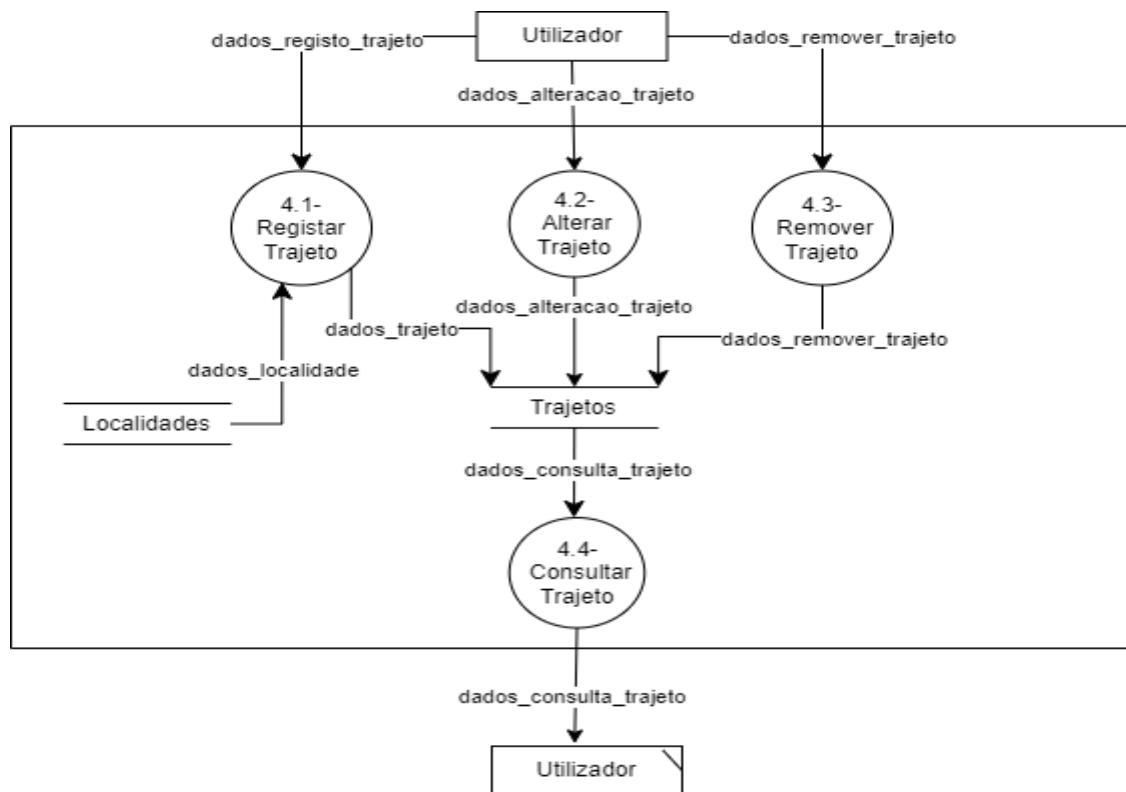 Utilizador
dados_registo_trajeto
dados_remover_trajeto
dados_alteracao_trajeto
4.1-
Registar
Trajeto
4.2-
Alterar
Trajeto
4.3-
Remover
Trajeto
dados_alteracao_trajeto
dados_trajeto
dados_remover_trajeto
dados_localidade
Trajetos
Localidades
dados_consulta_trajeto
4.4-
Consultar
Trajeto
dados_consulta_trajeto
Utilizador